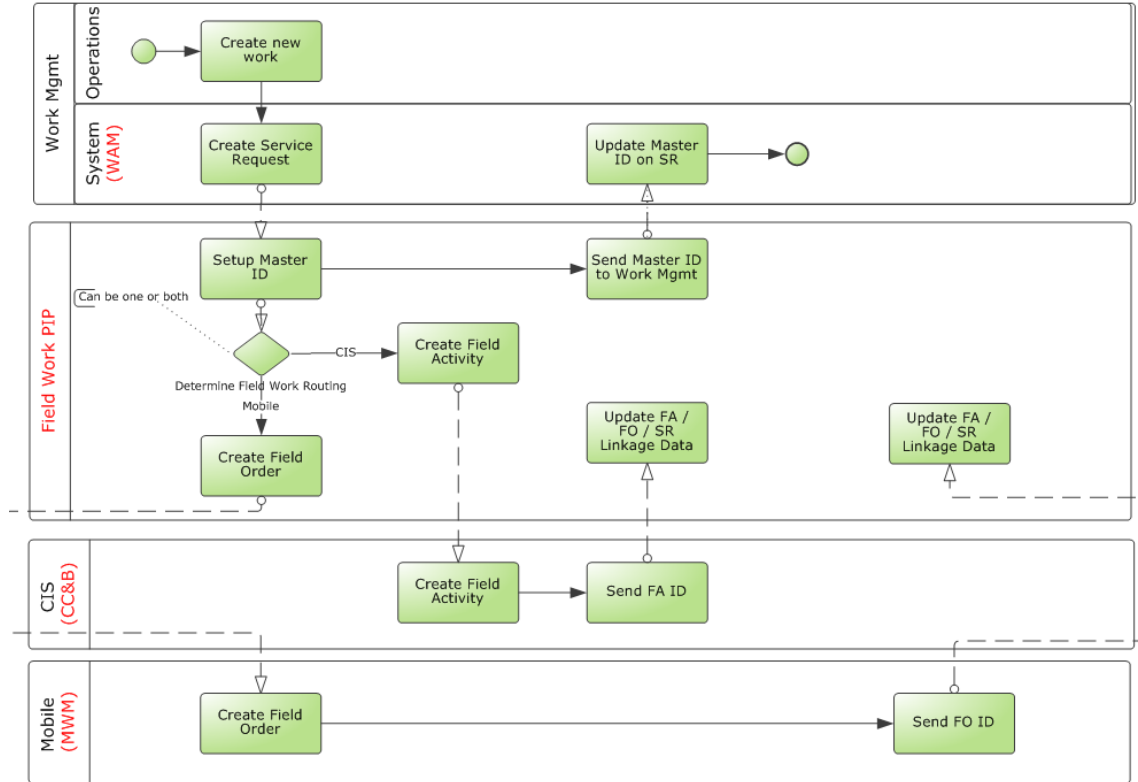 Work Mgmt
Operations
Create new
work
System
(WAM)
Create Service
Request
Update Master
ID on SR
Field Work PIP
Setup Master
ID
Send Master ID
to Work Mgmt
Can be one or both
CIS
Create Field
Activity
Determine Field Work Routing
Mobile
Create Field
Order
Update FA /
FO / SR
Linkage Data
Update FA /
FO / SR
Linkage Data
CIS
(CC&B)
Create Field
Activity
Send FA ID
Mobile
(MWM)
Create Field
Order
Send FO ID